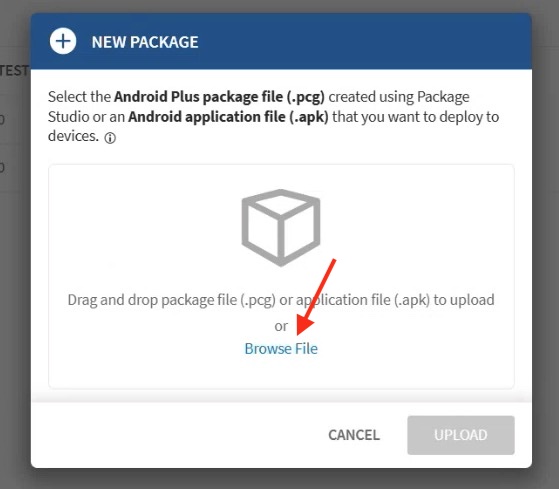 NEW PACKAGE
TEST
Select the Android Plus package file (.pcg) created using Package
Studio or an Android application file (.apk) that you want to deploy to
devices.
0
0
Drag and drop package file (.pcg) or application file (.apk) to upload
or
Browse File
CANCEL
UPLOAD